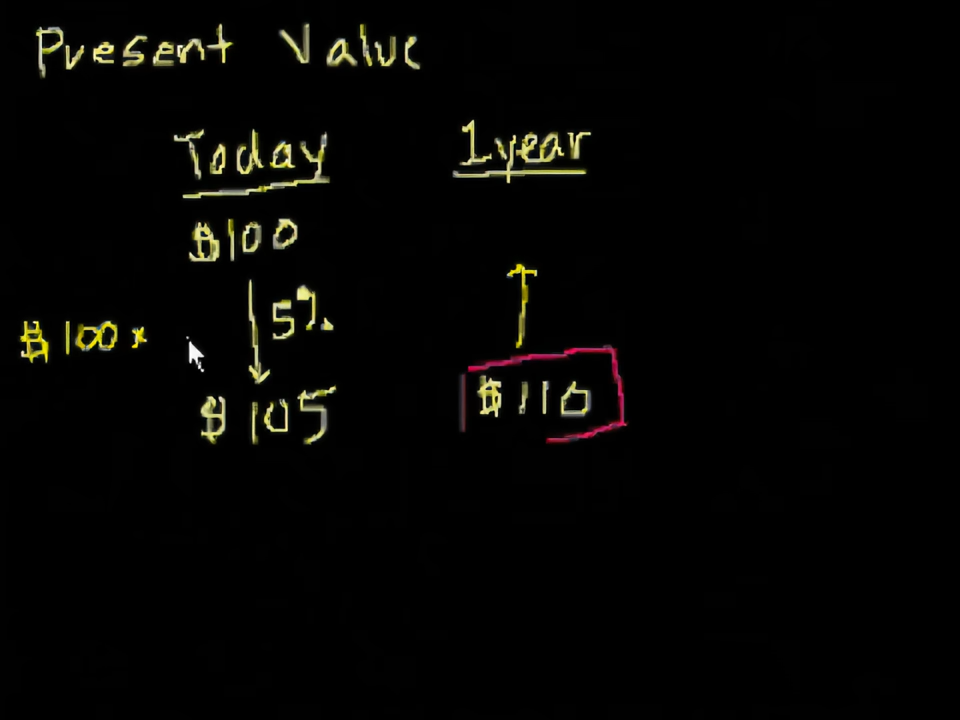 Present Value
Today 1 year
$100
5%
$100 ×
$105 $110